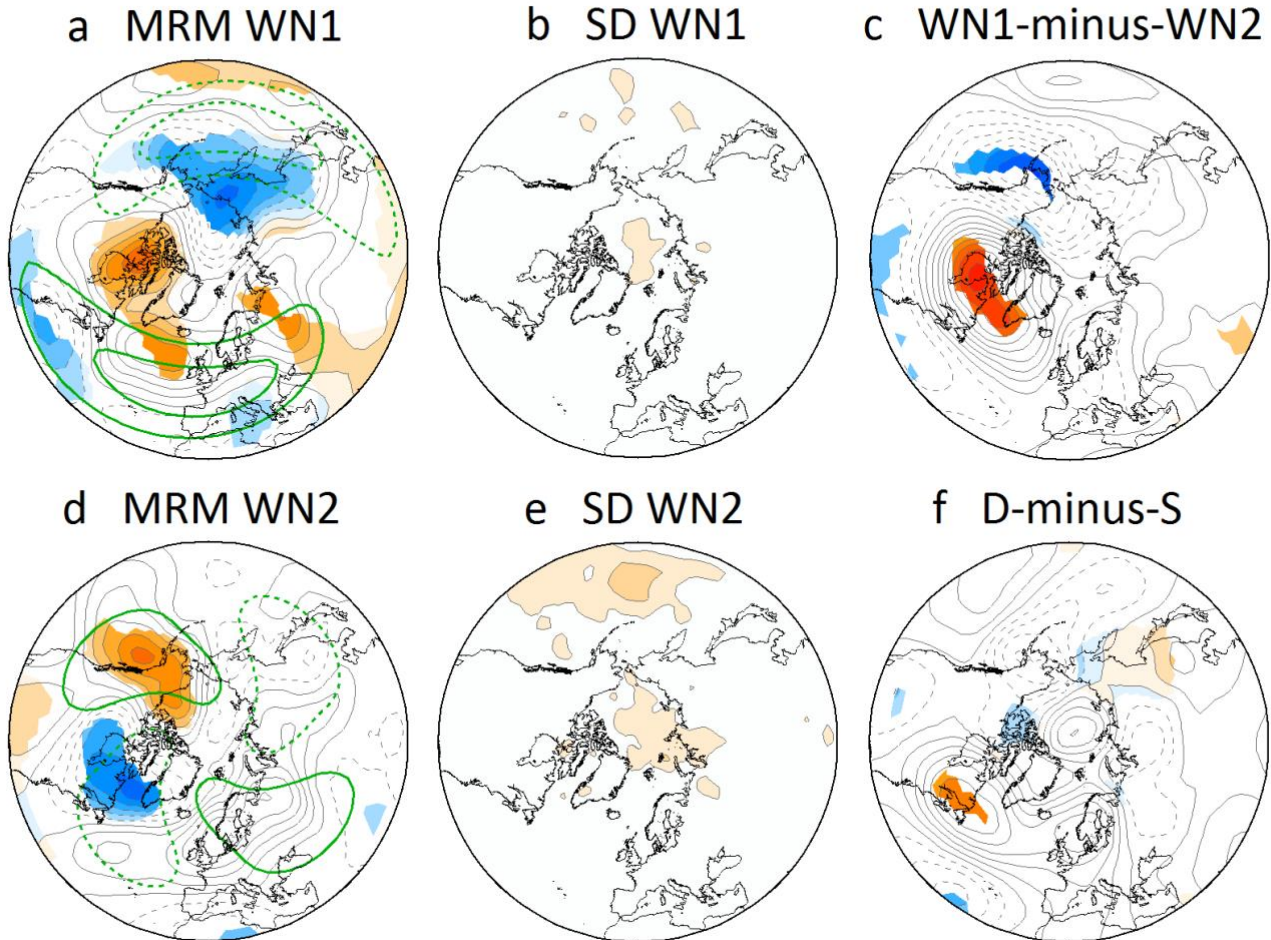 a MRM WN1
b SD WN1
c WN1-minus-WN2
d MRM WN2
e SD WN2
f D-minus-S